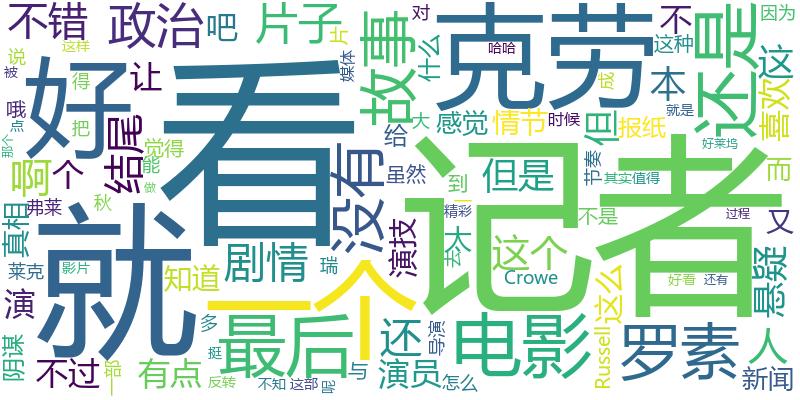 不错
政治
吧
片子
故事
对
片
媒体
什么
哈哈
克劳
不
这种
因为
还是
这
说
这样
被
得
让
哦
点
把
那个
好
看
结尾
觉得
能
做
没有
给
大
虽然
感觉
情节
时候
成
但
报纸
本
就是
喜欢
好莱坞
而
啊
个
秋
真相
弗莱
莱克
影片
就
记者
到
但是
节奏
其实值得
不是
又
过程
精彩
一
去
太
这个
演技
Crowe
好看
还有
悬疑
知道
剧情
瑞
一个
演
阴谋
不过
出
一
有点
多
挺
反转
最后
不知
这部
呢
还
与
演员
导演
怎么
电影
Russell
这么
罗素
人
新闻